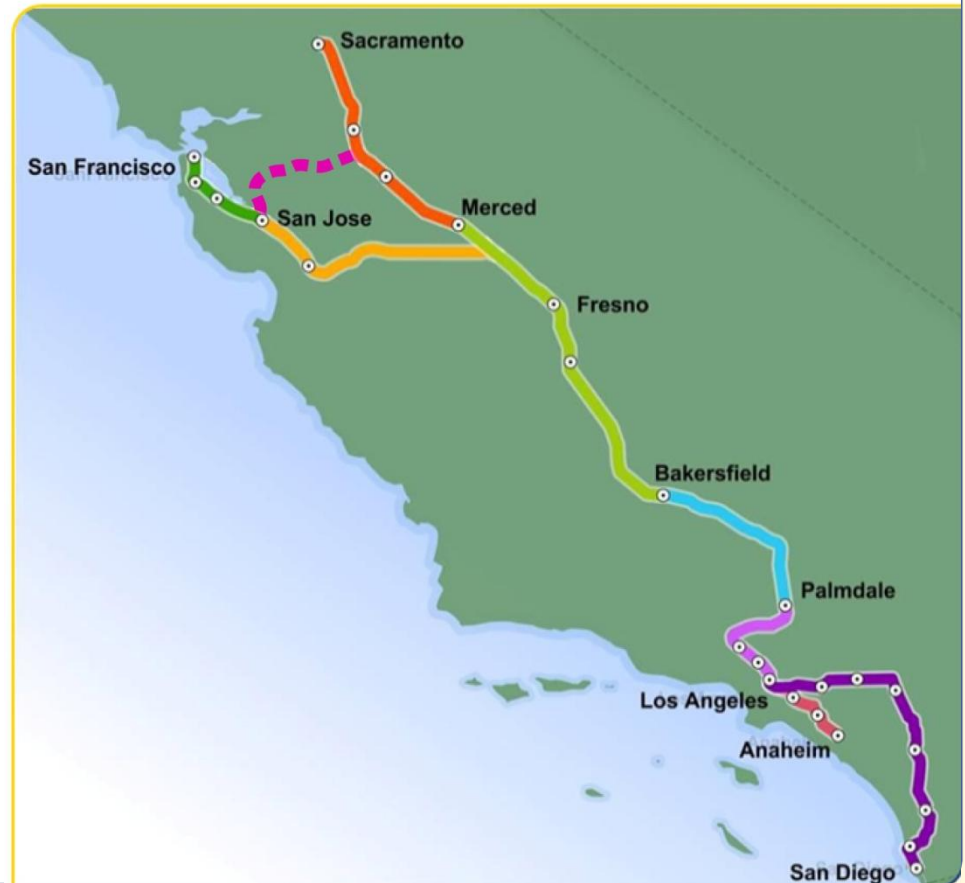 Sacramento
San Francisco
San Jose
Merced
Fresno
Bakersfield
Palmdale
Los Angeles
Anaheim
San Diego